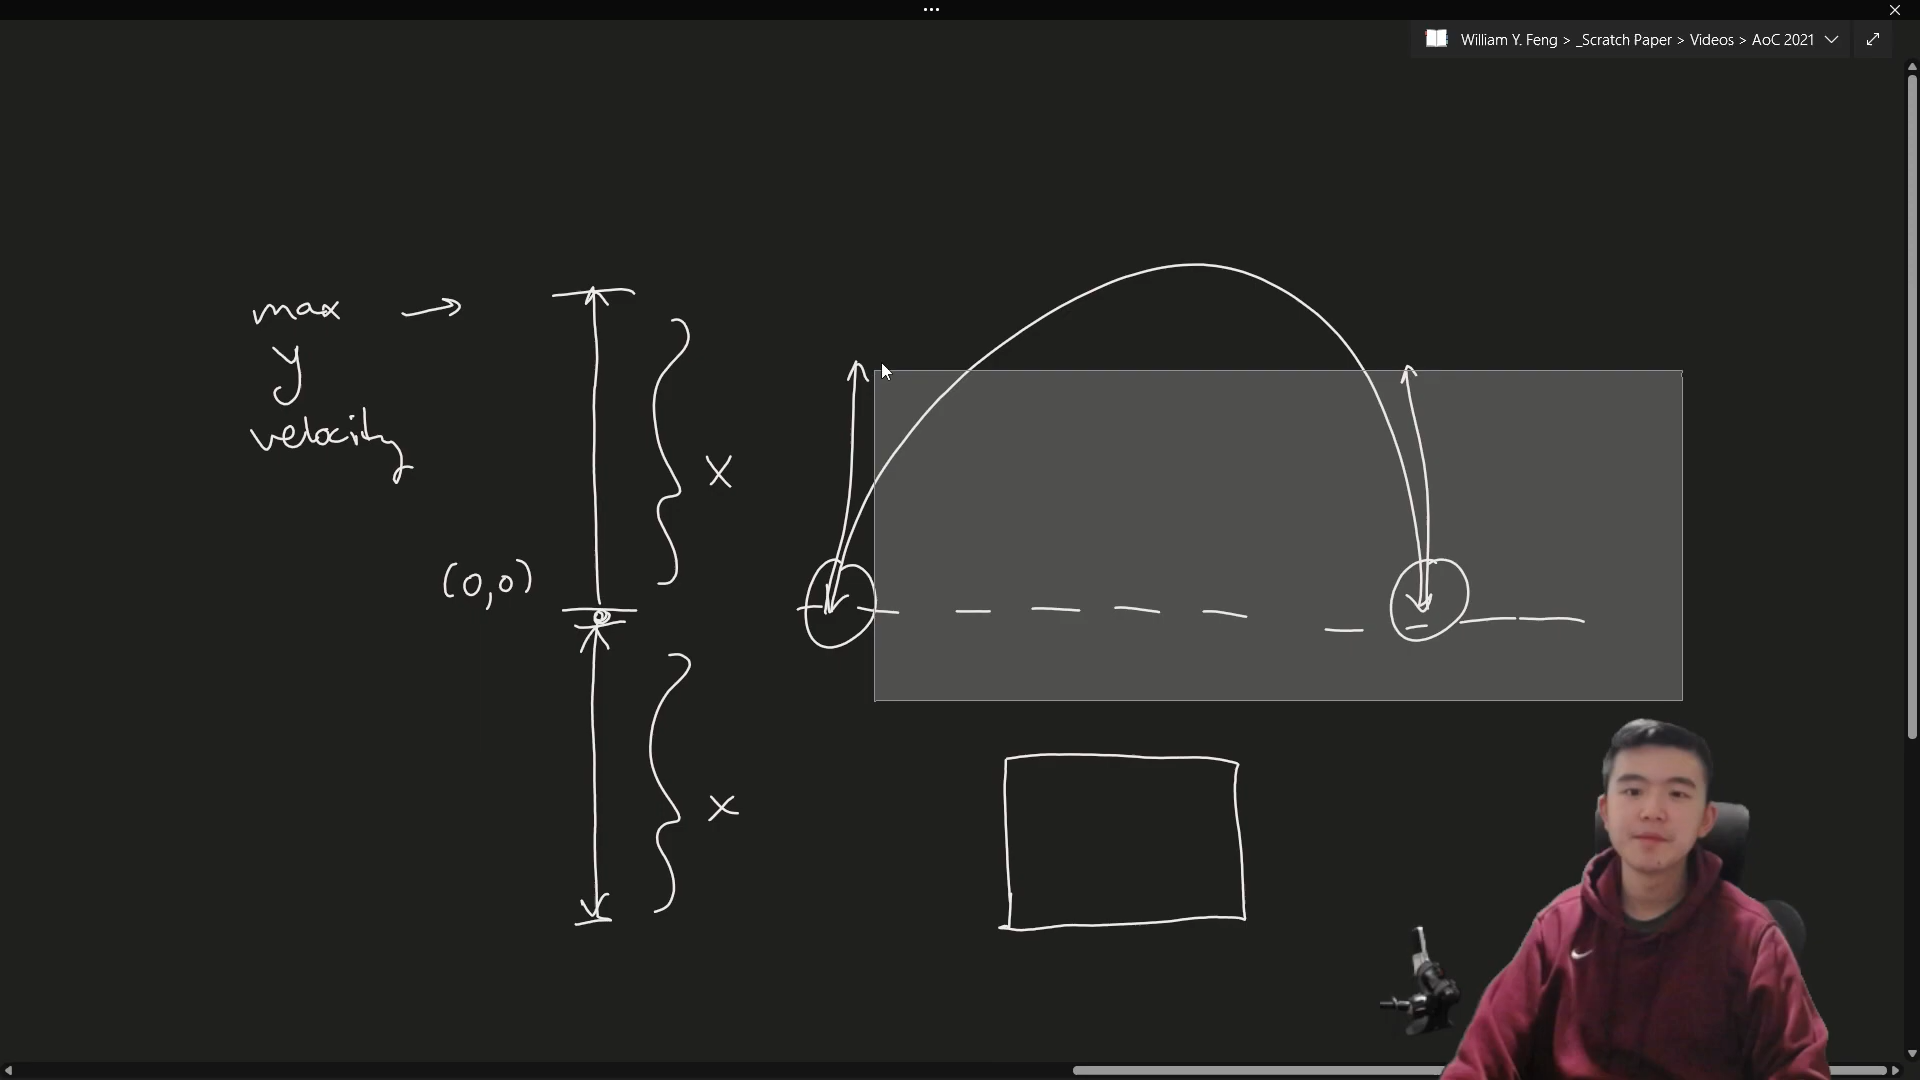 William Y. Feng > _Scratch Paper > Videos > AoC 2021
max →
y
velocity
(0,0)
X
X